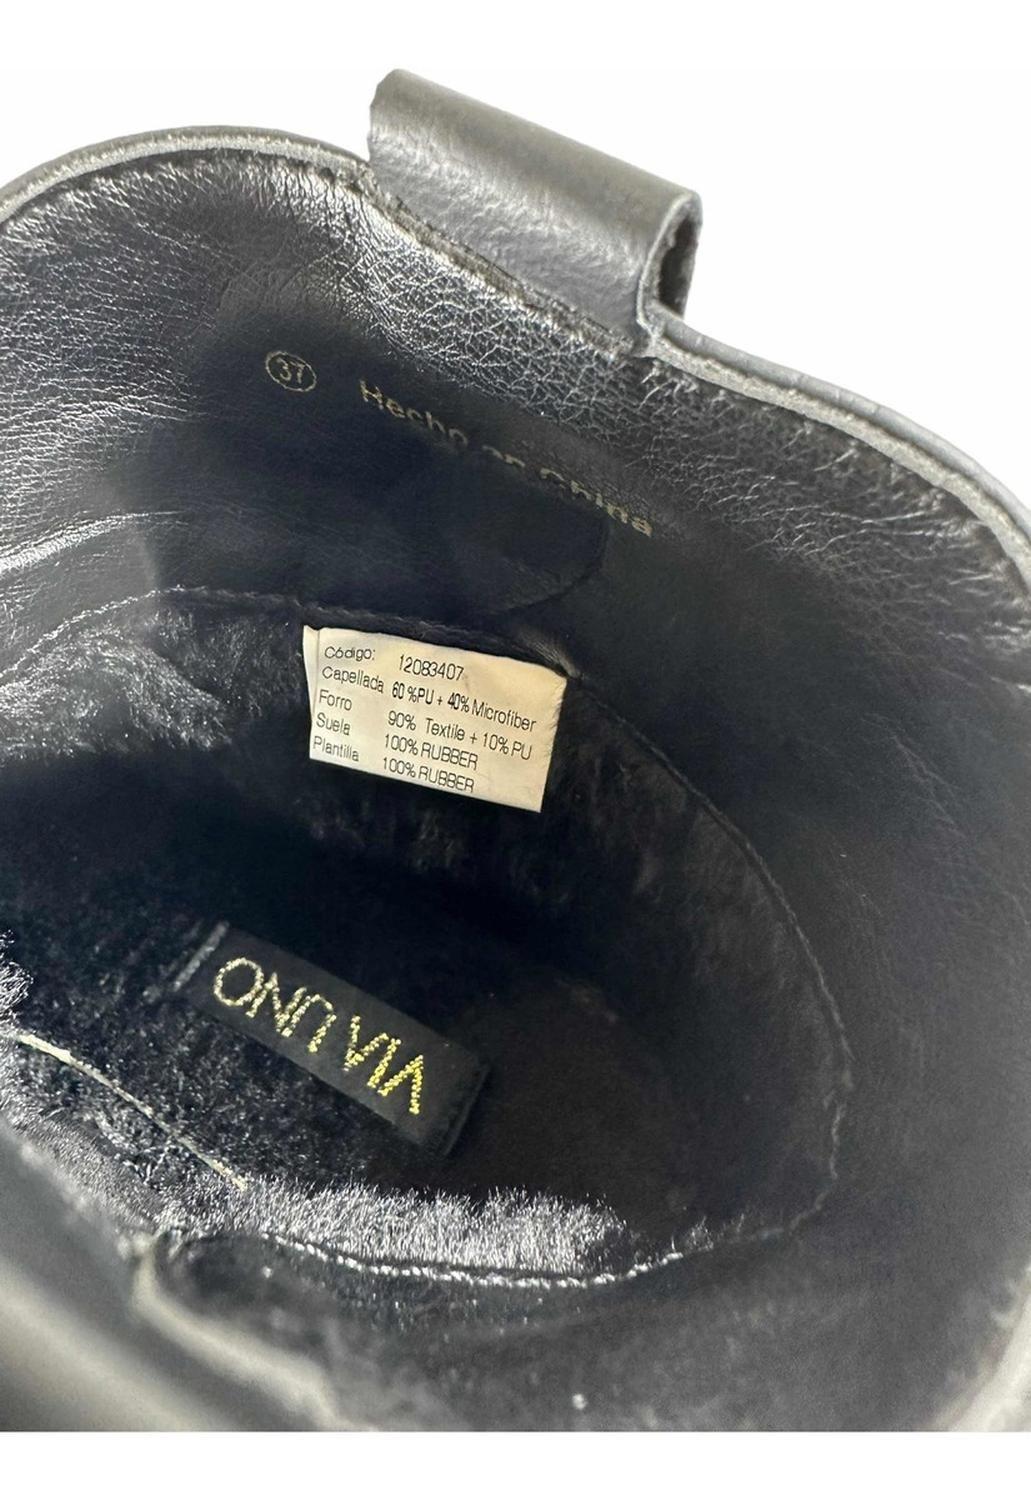 37 Hecho en China
Código: 12083407
Capellada 60%PU + 40% Microfiber
Forro 90% Textile + 10% PU
Suela 100% RUBBER
Plantilla 100% RUBBER
VIA UNO